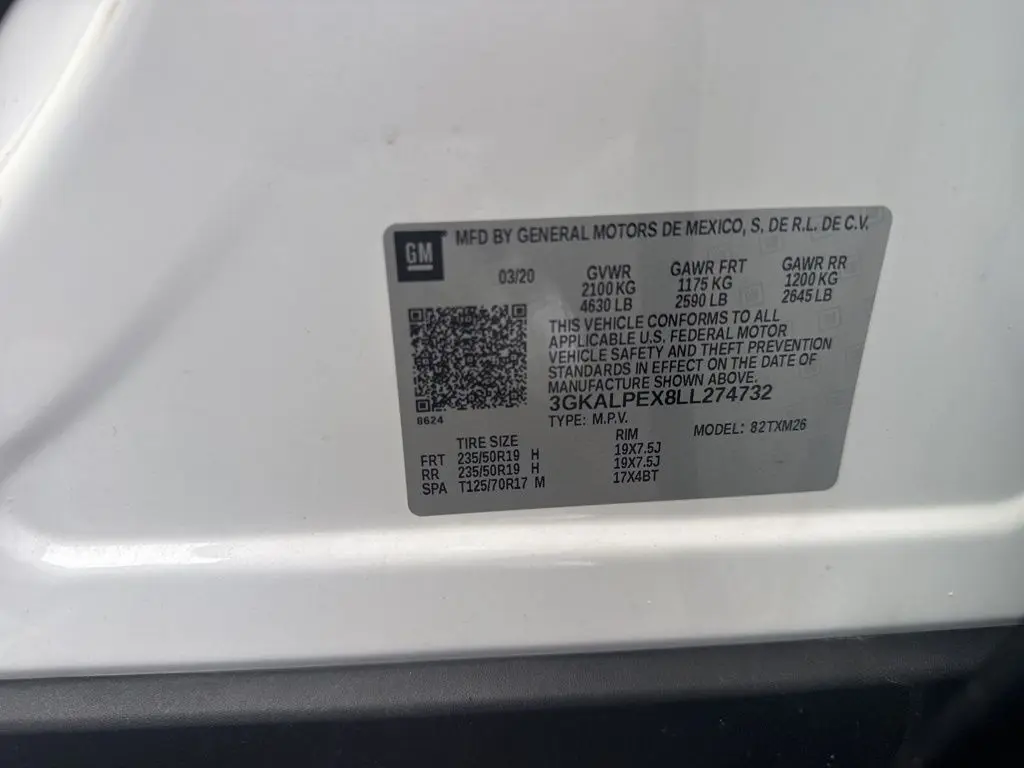 GM MFD BY GENERAL MOTORS DE MEXICO, S. DE R.L. DE C.V.
03/20 GVWR GAWR FRT GAWR RR
2100 KG 1175 KG 1200 KG
4630 LB 2590 LB 2645 LB
THIS VEHICLE CONFORMS TO ALL
APPLICABLE U.S. FEDERAL MOTOR
VEHICLE SAFETY AND THEFT PREVENTION
STANDARDS IN EFFECT ON THE DATE OF
MANUFACTURE SHOWN ABOVE.
3GKALPEX8LL274732
8624
TYPE: M.P.V. MODEL: 82TXM26
TIRE SIZE RIM
FRT 235/50R19 H 19X7.5J
RR 235/50R19 H 19X7.5J
SPA T125/70R17 M 17X4BT